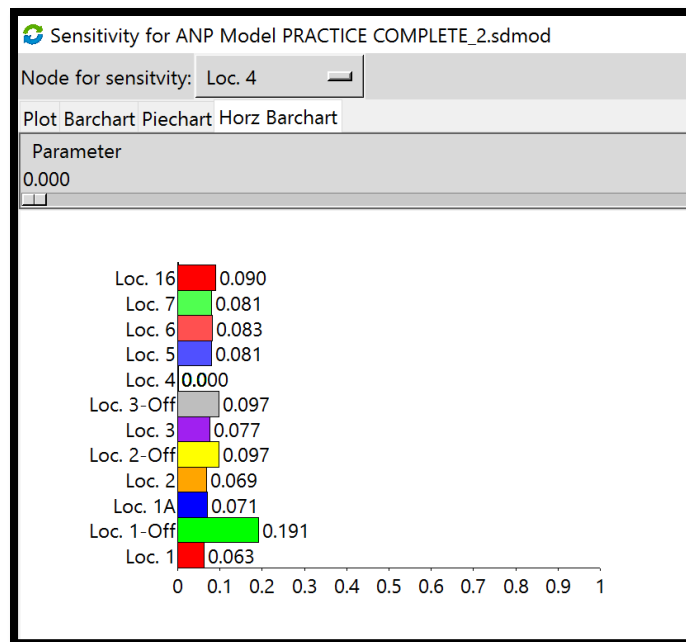 Sensitivity for ANP Model PRACTICE COMPLETE_2.sdmod
Node for sensitvity: Loc. 4
Plot Barchart Piechart Horz Barchart
Parameter
0.000
Loc. 16 0.090
Loc. 7 0.081
Loc. 6 0.083
Loc. 5 0.081
Loc. 4 0.000
Loc. 3-Off 0.097
Loc. 3 0.077
Loc. 2-Off 0.097
Loc. 2 0.069
Loc. 1A 0.071
Loc. 1-Off 0.191
Loc. 1 0.063
0 0.1 0.2 0.3 0.4 0.5 0.6 0.7 0.8 0.9 1